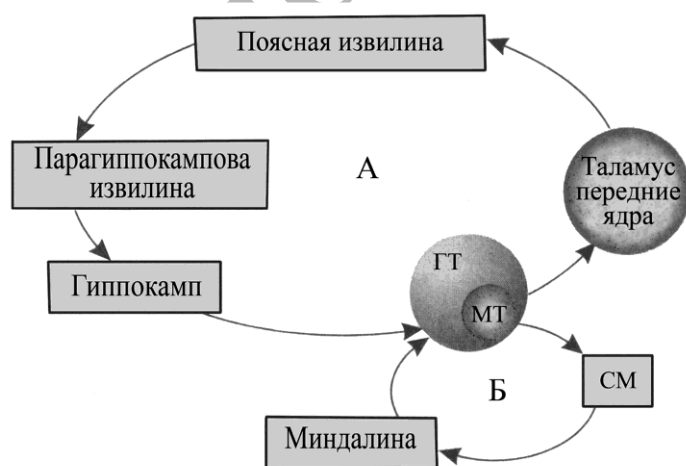 Поясная извилина
Парагиппокампова
извилина
А
Таламус
передние
ядра
ГТ
Гиппокамп
МТ
СМ
Б
Миндалина